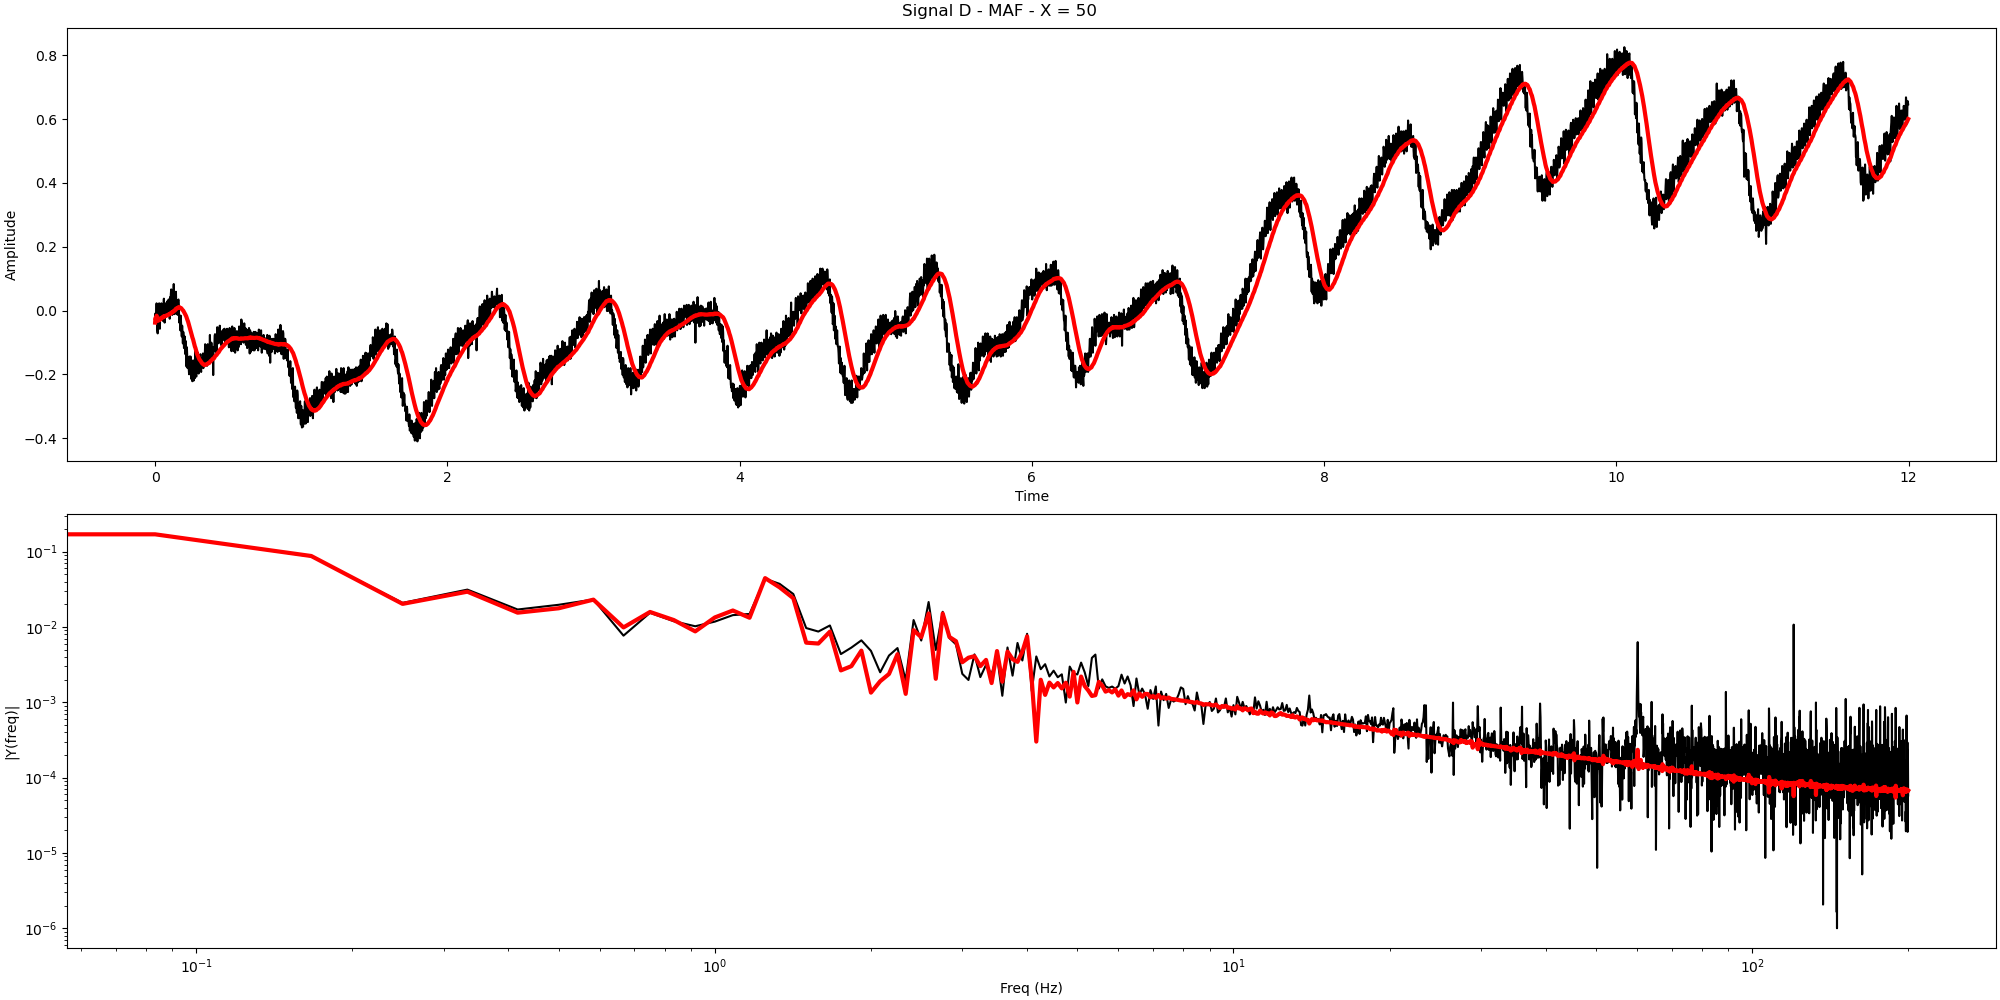 Signal D - MAF - X = 50
Amplitude
0.8
0.6
0.4
0.2
0.0
−0.2
−0.4
0 2 4 6 8 10 12
Time
|Y(freq)|
10⁻¹
10⁻²
10⁻³
10⁻⁴
10⁻⁵
10⁻⁶
10⁻¹ 10⁰ 10¹ 10²
Freq (Hz)